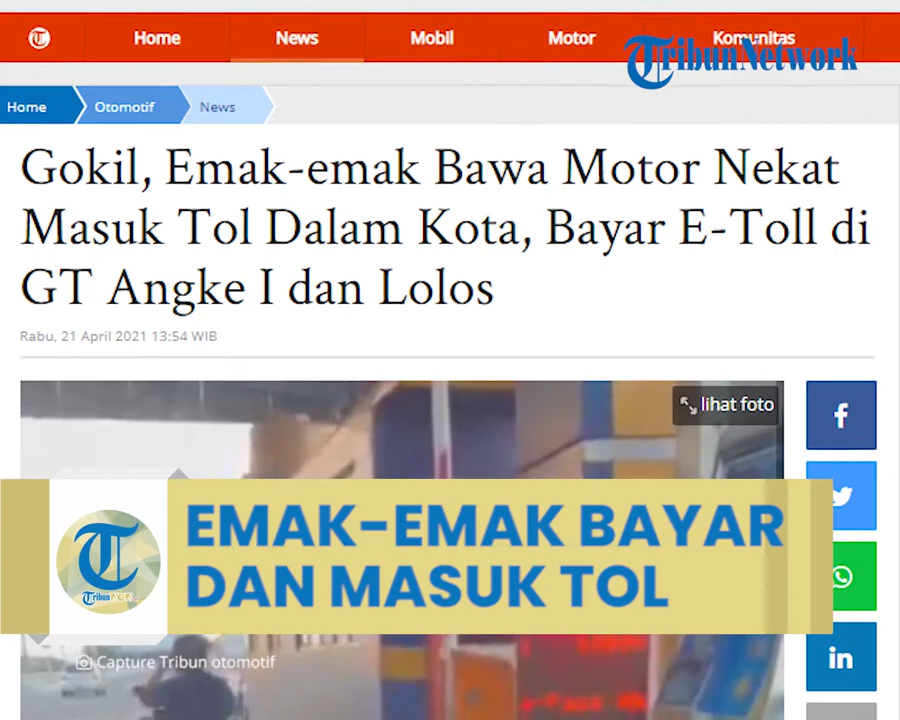 Home
News
Mobil
Motor
Komunitas
TribunNetwork
Home
Otomotif
News
Gokil, Emak-emak Bawa Motor Nekat
Masuk Tol Dalam Kota, Bayar E-Toll di
GT Angke I dan Lolos
Rabu, 21 April 2021 13:54 WIB
lihat foto
EMAK-EMAK BAYAR
DAN MASUK TOL
Tribun
Capture Tribun otomotif